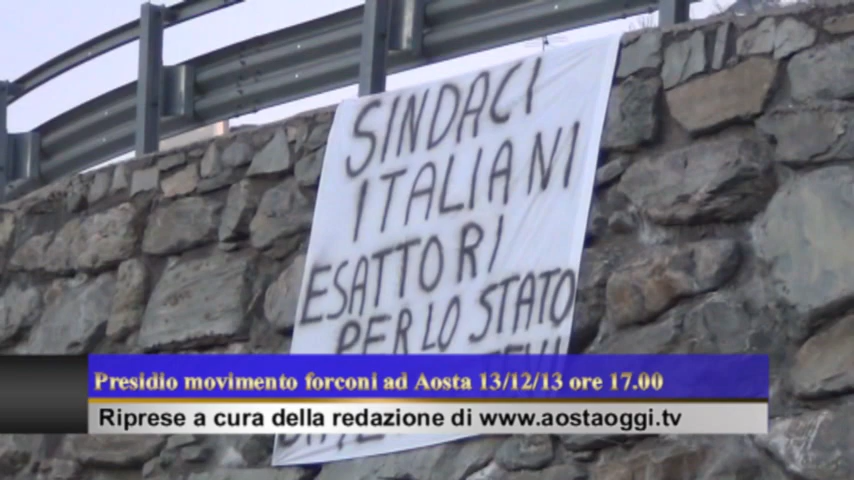 SINDACI
ITALIANI
ESATTORI
PER LO STATO
Presidio movimento forconi ad Aosta 13/12/13 ore 17.00
Riprese a cura della redazione di www.aostaoggi.tv